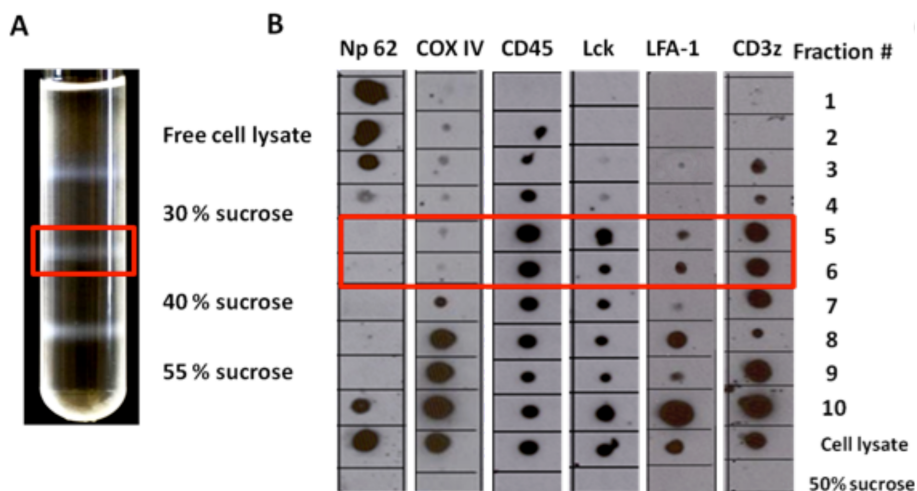 A
B
Np 62 COX IV CD45 Lck LFA-1 CD3z Fraction #
1
Free cell lysate
2
3
30 % sucrose
4
5
6
40 % sucrose
7
8
55 % sucrose
9
10
Cell lysate
50% sucrose